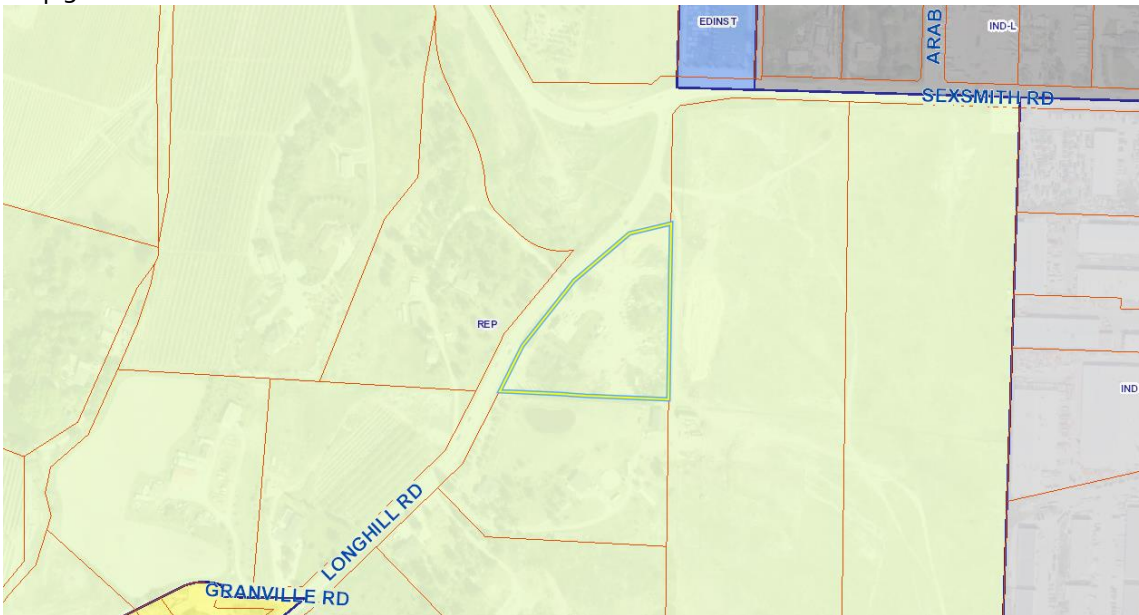 EDINST
IND-L
ARAB
SEXSMITH RD
REP
IND
LONGHILL RD
GRANVILLE RD